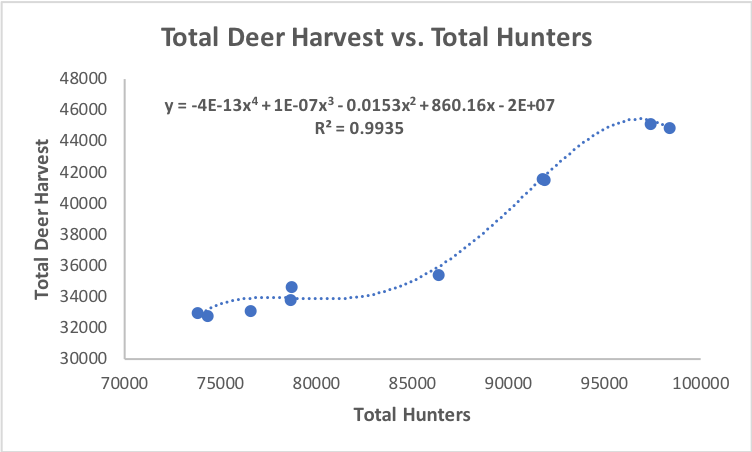 Total Deer Harvest vs. Total Hunters
y = -4E-13x⁴ + 1E-07x³ - 0.0153x² + 860.16x - 2E+07
R² = 0.9935
Total Deer Harvest
48000
46000
44000
42000
40000
38000
36000
34000
32000
30000
70000 75000 80000 85000 90000 95000 100000
Total Hunters